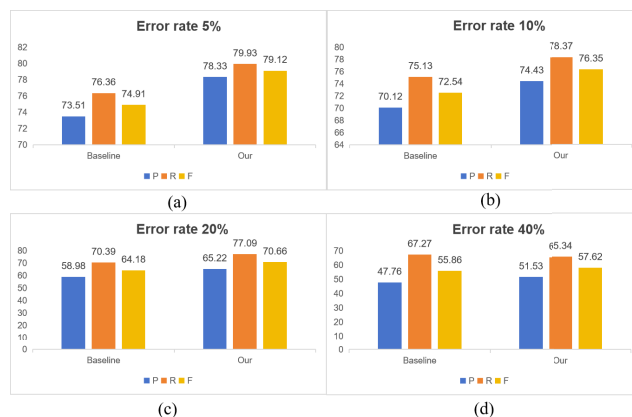 Error rate 5%
82
80
78
76
74
72
70
73.51
76.36
74.91
78.33
79.93
79.12
Baseline
Our
P R F
(a)
Error rate 10%
80
78
76
74
72
70
68
66
64
70.12
75.13
72.54
74.43
78.37
76.35
Baseline
Our
P R F
(b)
Error rate 20%
80
70
60
50
40
30
20
10
0
58.98
70.39
64.18
65.22
77.09
70.66
Baseline
Our
P R F
(c)
Error rate 40%
70
60
50
40
30
20
10
0
47.76
67.27
55.86
51.53
65.34
57.62
Baseline
Our
P R F
(d)